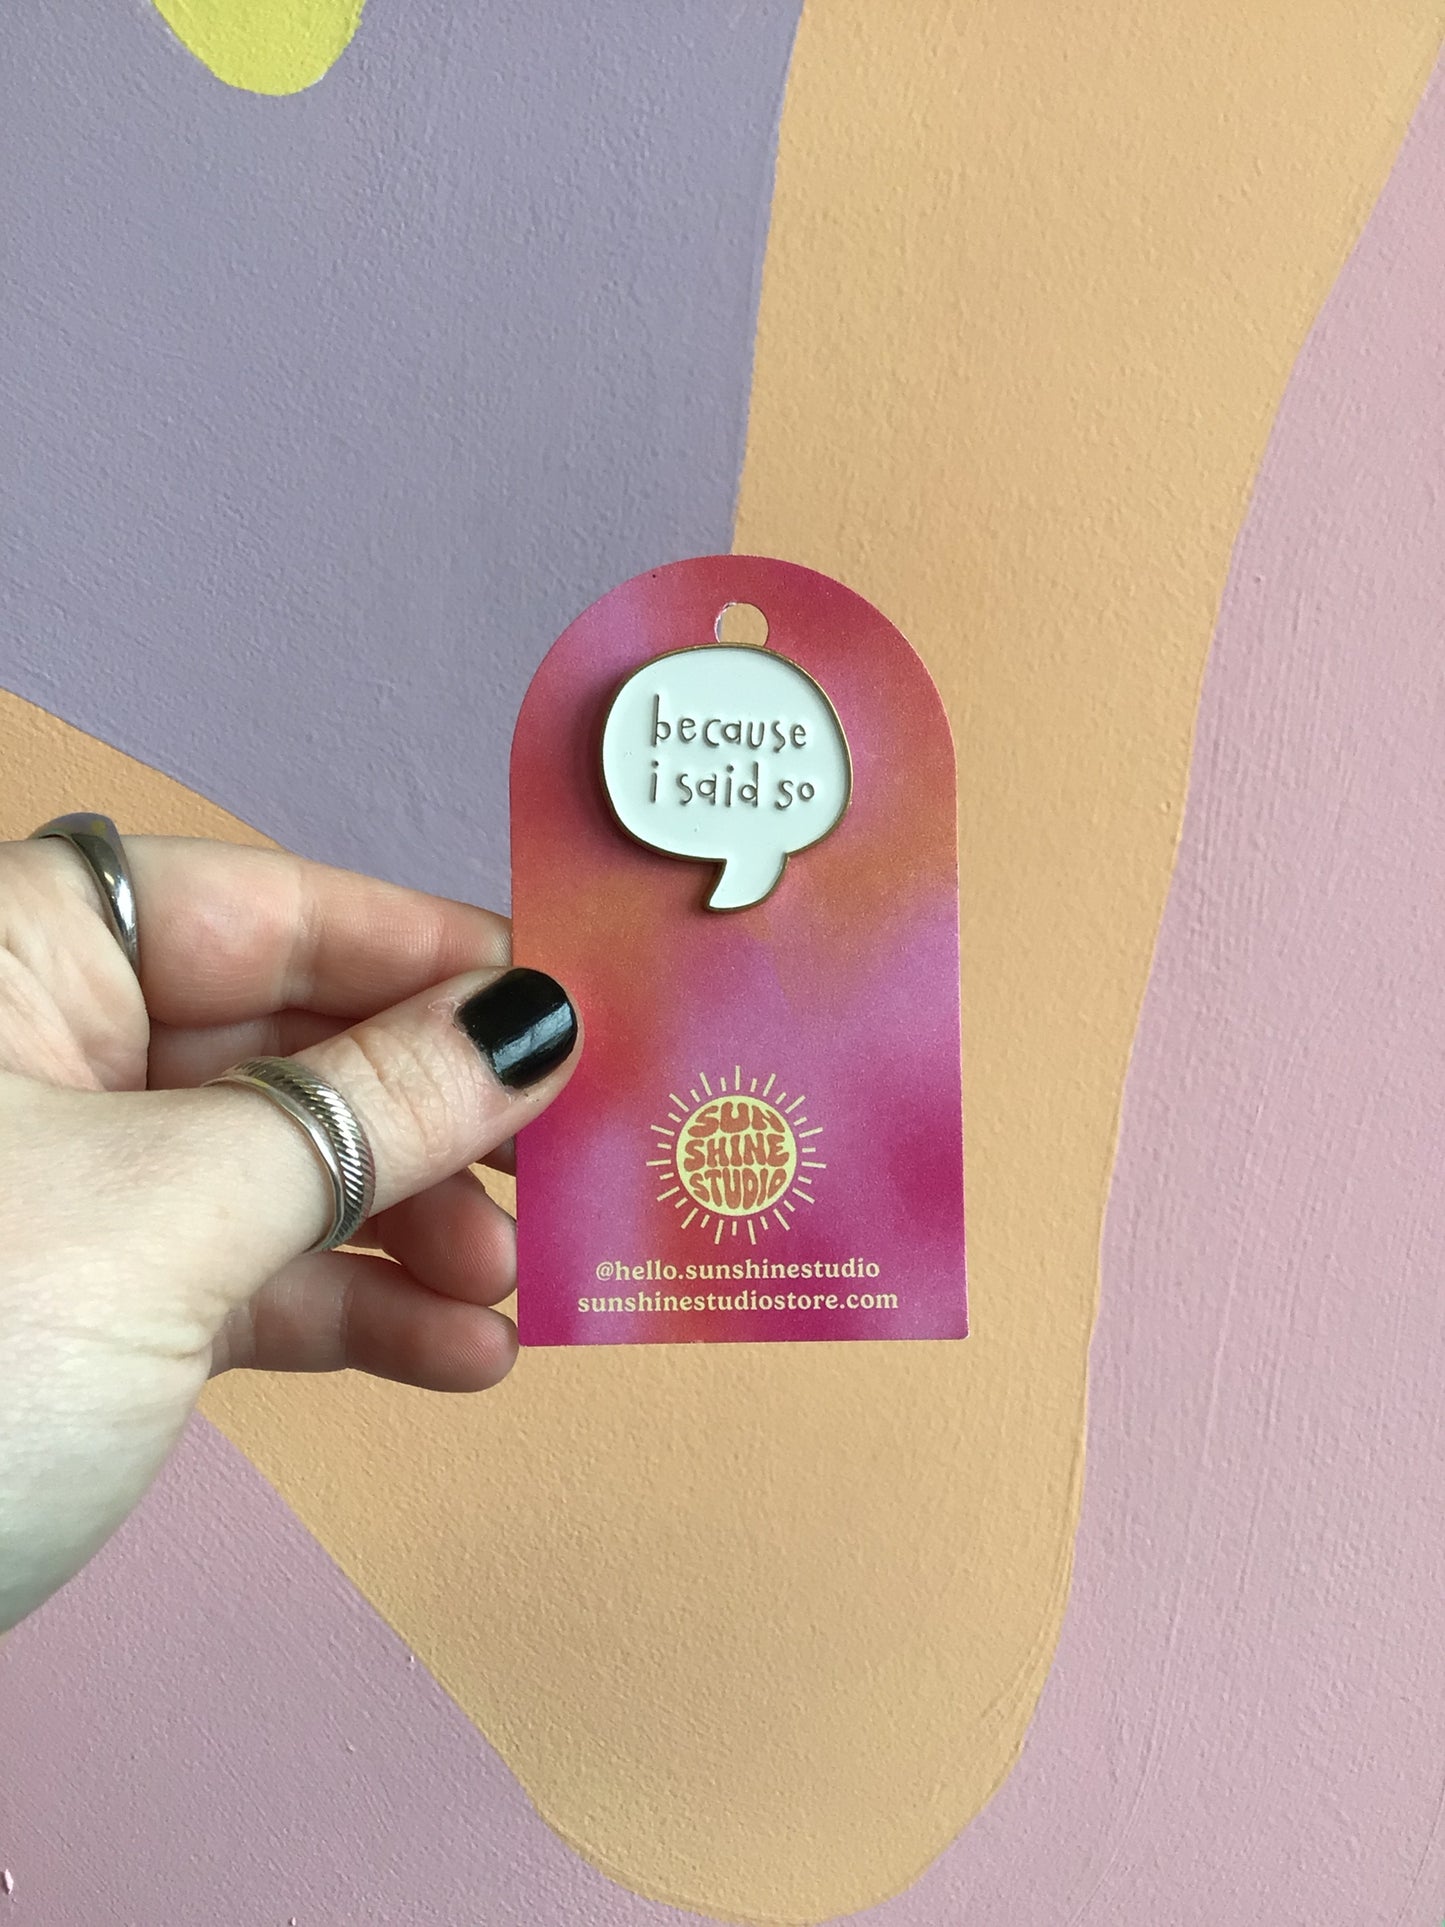 because
i said so
SUN
SHINE
STUDIO
@hello.sunshinestudio
sunshinestudiostore.com